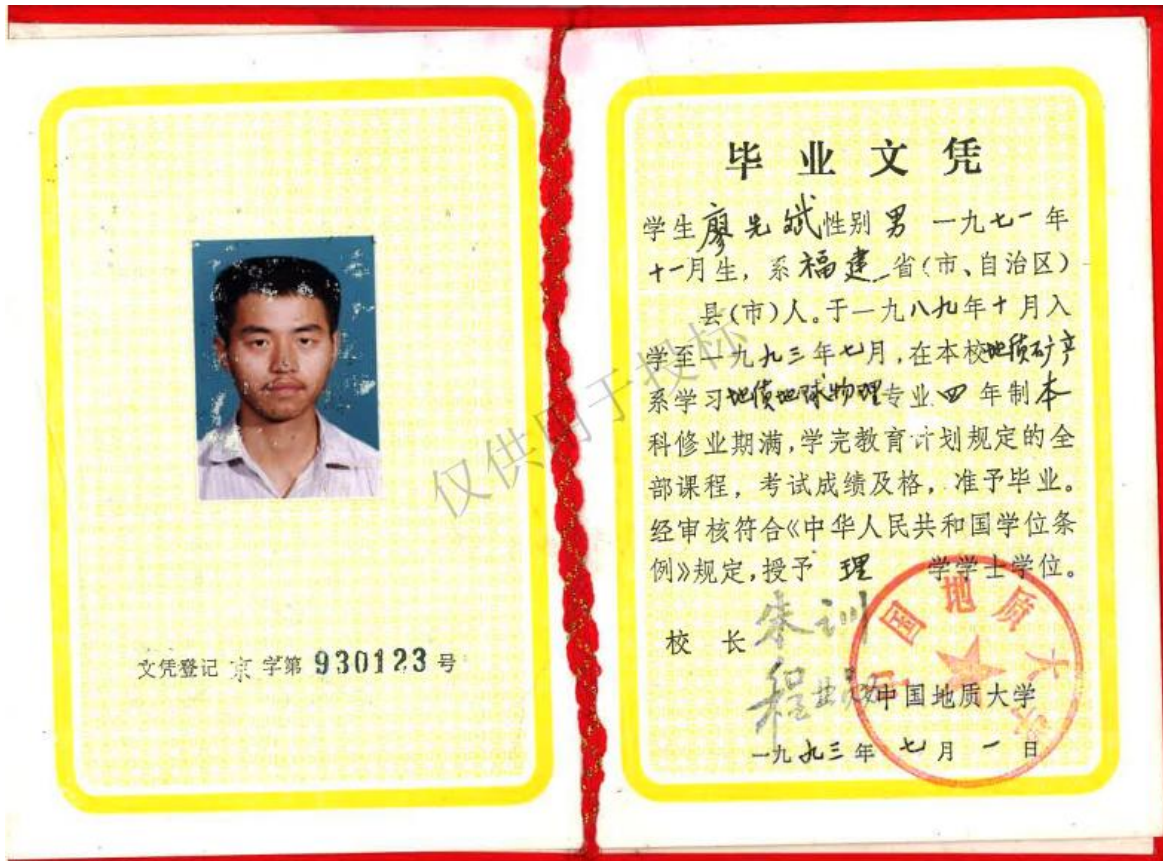 文凭登记 京 字第 930123 号
毕业文凭
学生廖先斌性别 男 一九七一年
十一月生，系福建 省(市、自治区)
县(市)人。于一九八九年十月入
学至一九九三年七月，在本校地质矿产
系学习地质地球物理专业 四 年制本
科修业期满，学完教育计划规定的全
部课程，考试成绩及格，准予毕业。
经审核符合《中华人民共和国学位条
例》规定，授予 理 学学士学位。
校 长 朱训
中国地质大学
一九九三年 七 月 一 日
中国地质大学
仅供用于投标